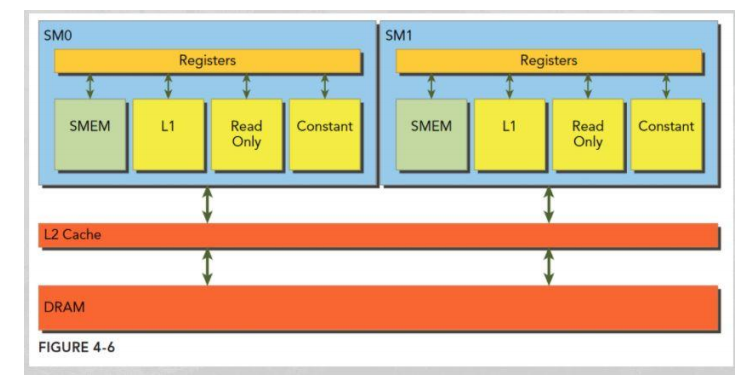 SM0
Registers
SMEM
L1
Read
Only
Constant
SM1
Registers
SMEM
L1
Read
Only
Constant
L2 Cache
DRAM
FIGURE 4-6